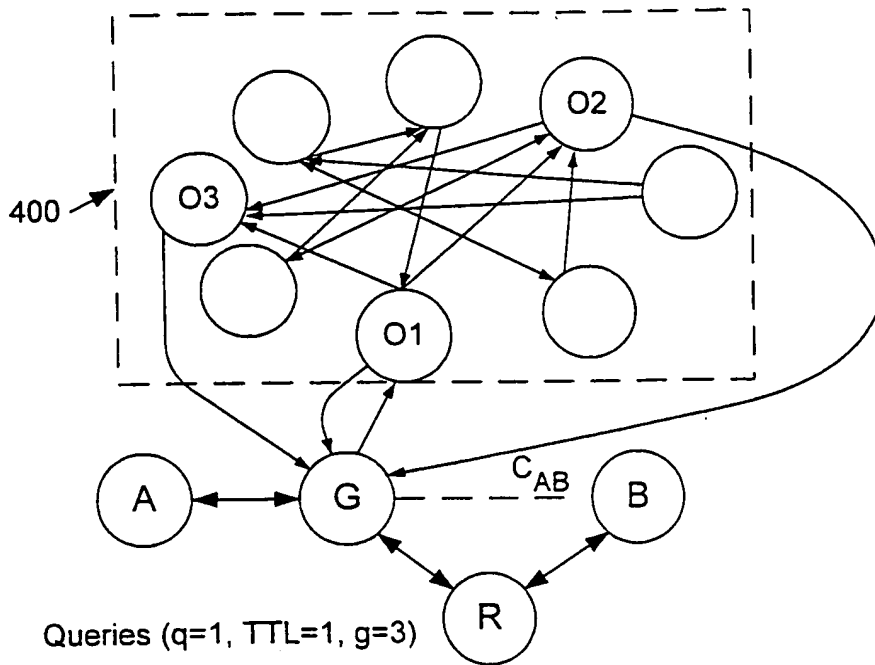 O2
O3
400
O1
C_AB
A
G
B
R
Queries (q=1, TTL=1, g=3)